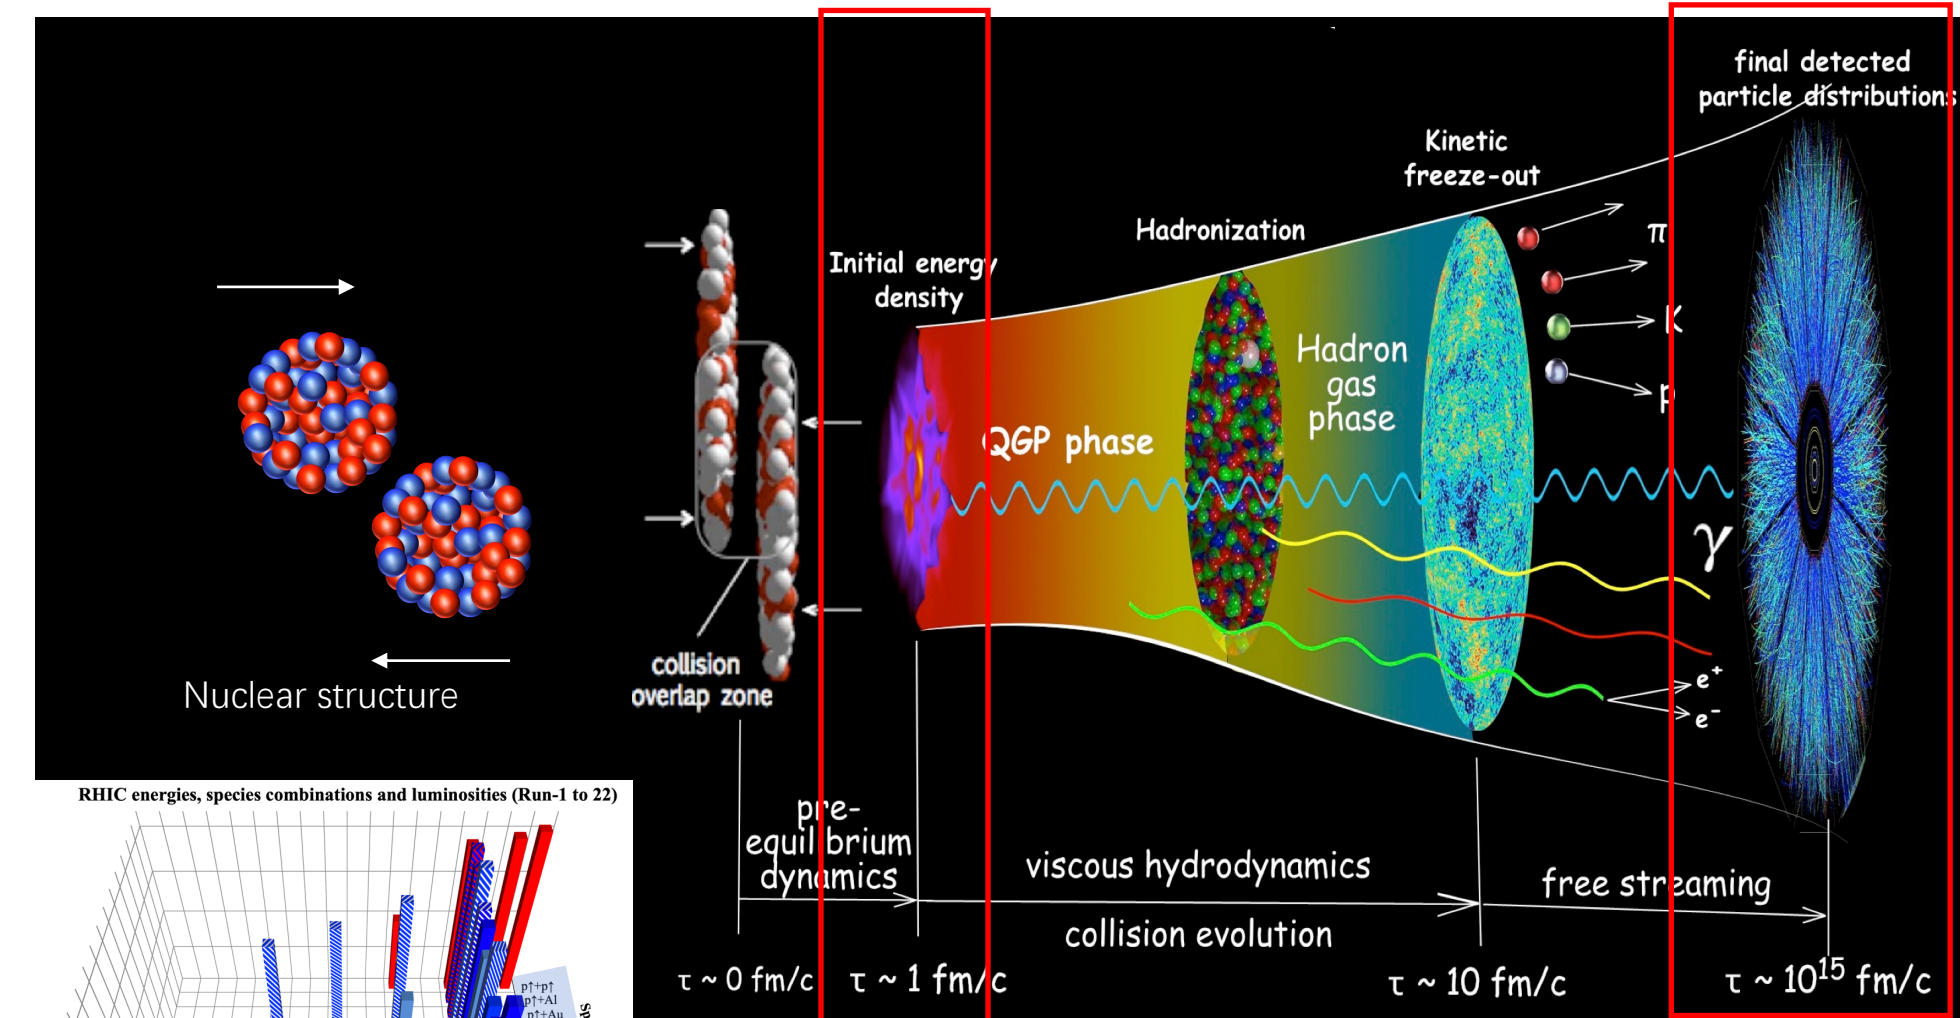 final detected
particle distributions
Kinetic
freeze-out
Hadronization
π
Initial energy
density
K
Hadron
gas
phase
p
QGP phase
γ
collision
overlap zone
e⁺
e⁻
Nuclear structure
RHIC energies, species combinations and luminosities (Run-1 to 22)
pre-
equilibrium
dynamics
viscous hydrodynamics
free streaming
collision evolution
τ ~ 0 fm/c
τ ~ 1 fm/c
τ ~ 10 fm/c
τ ~ 10¹⁵ fm/c
p↑+p↑
p↑+Al
p↑+Au